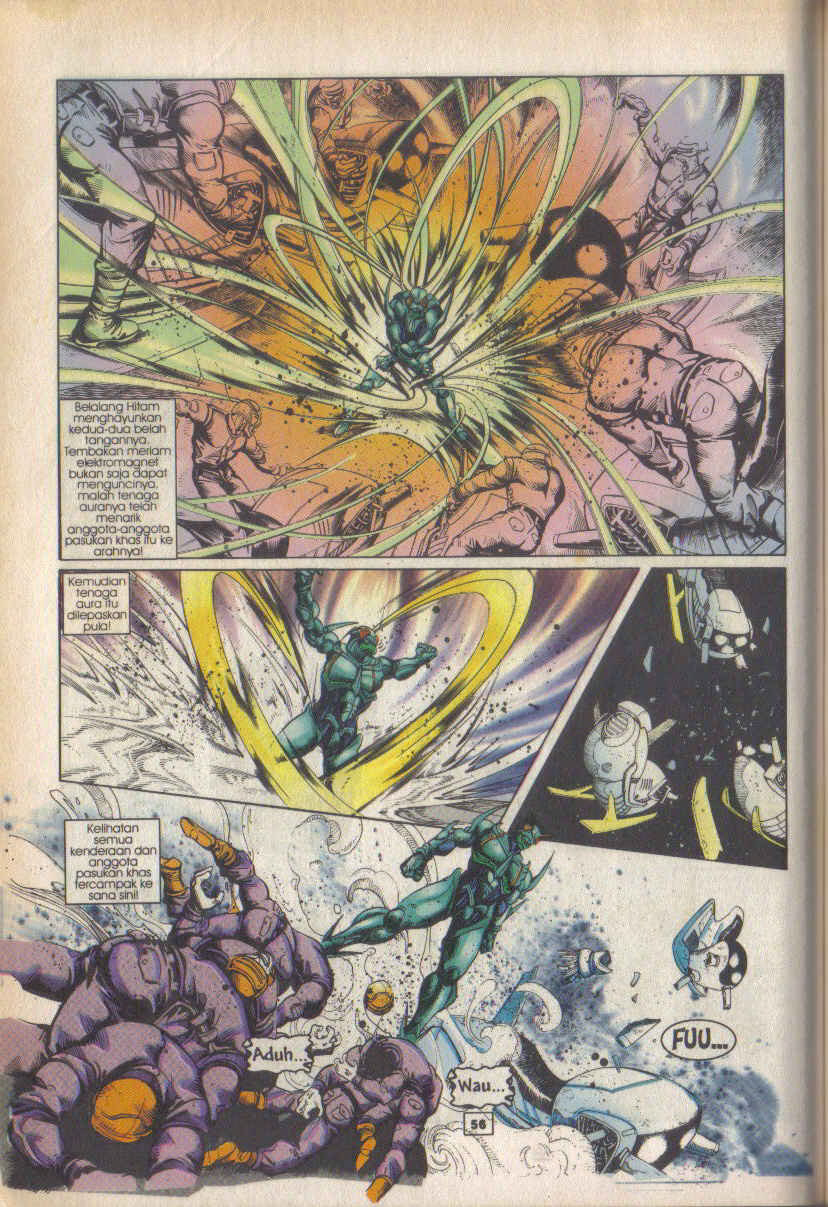 Belalang Hitam
menghayunkan
kedua-dua belah
tangannya.
Tembakan meriam
elektromagnet
bukan saja dapat
menguncinya,
malah tenaga
auranya telah
menarik
anggota-anggota
pasukan khas itu ke
arahnya!
Kemudian
tenaga
aura itu
dilepaskan
pula!
Kelihatan
semua
kenderaan dan
anggota
pasukan khas
tercampak ke
sana sini!
FUU...
Aduh...
Wau...
56